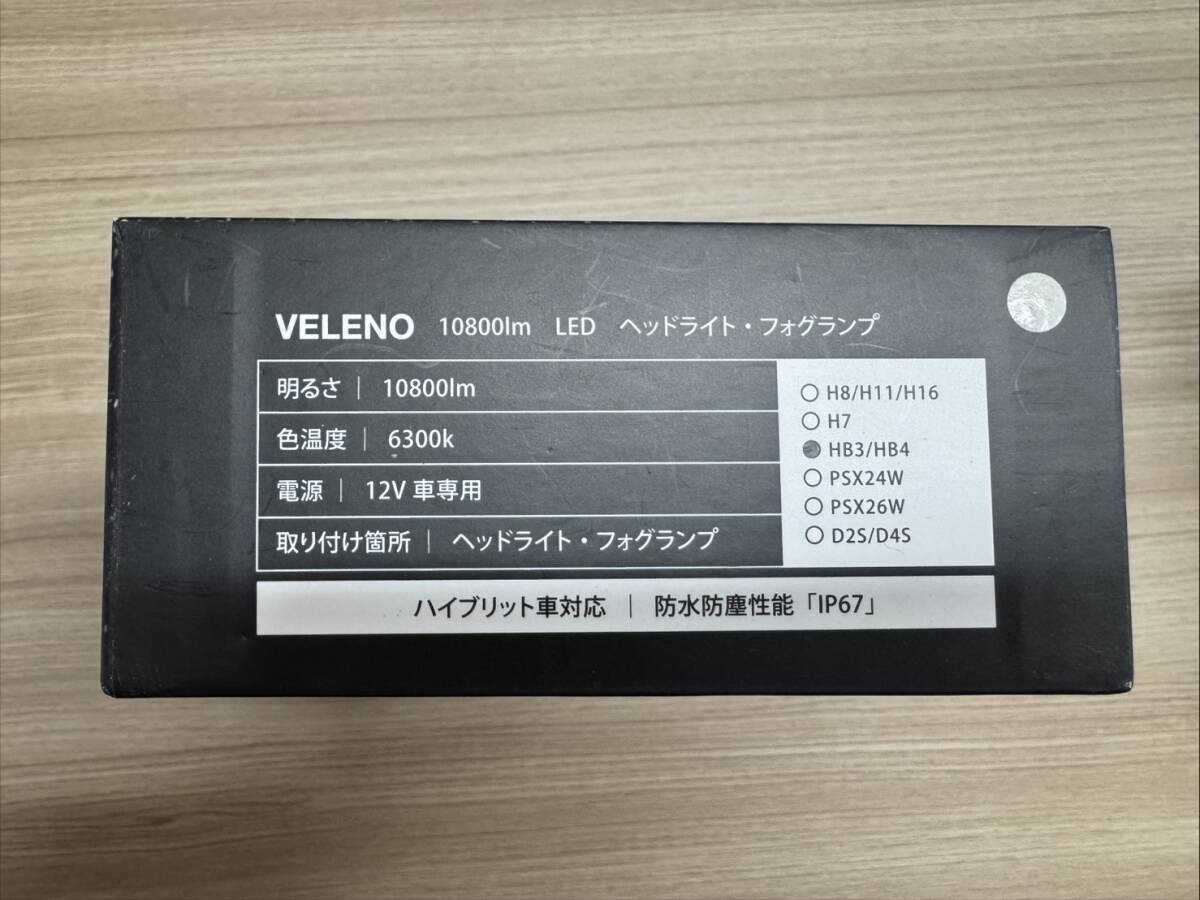 VELENO 10800lm LED ヘッドライト・フォグランプ
明るさ | 10800lm
色温度 | 6300k
電源 | 12V 車専用
取り付け箇所 | ヘッドライト・フォグランプ
H8/H11/H16
H7
HB3/HB4
PSX24W
PSX26W
D2S/D4S
ハイブリット車対応 | 防水防塵性能「IP67」